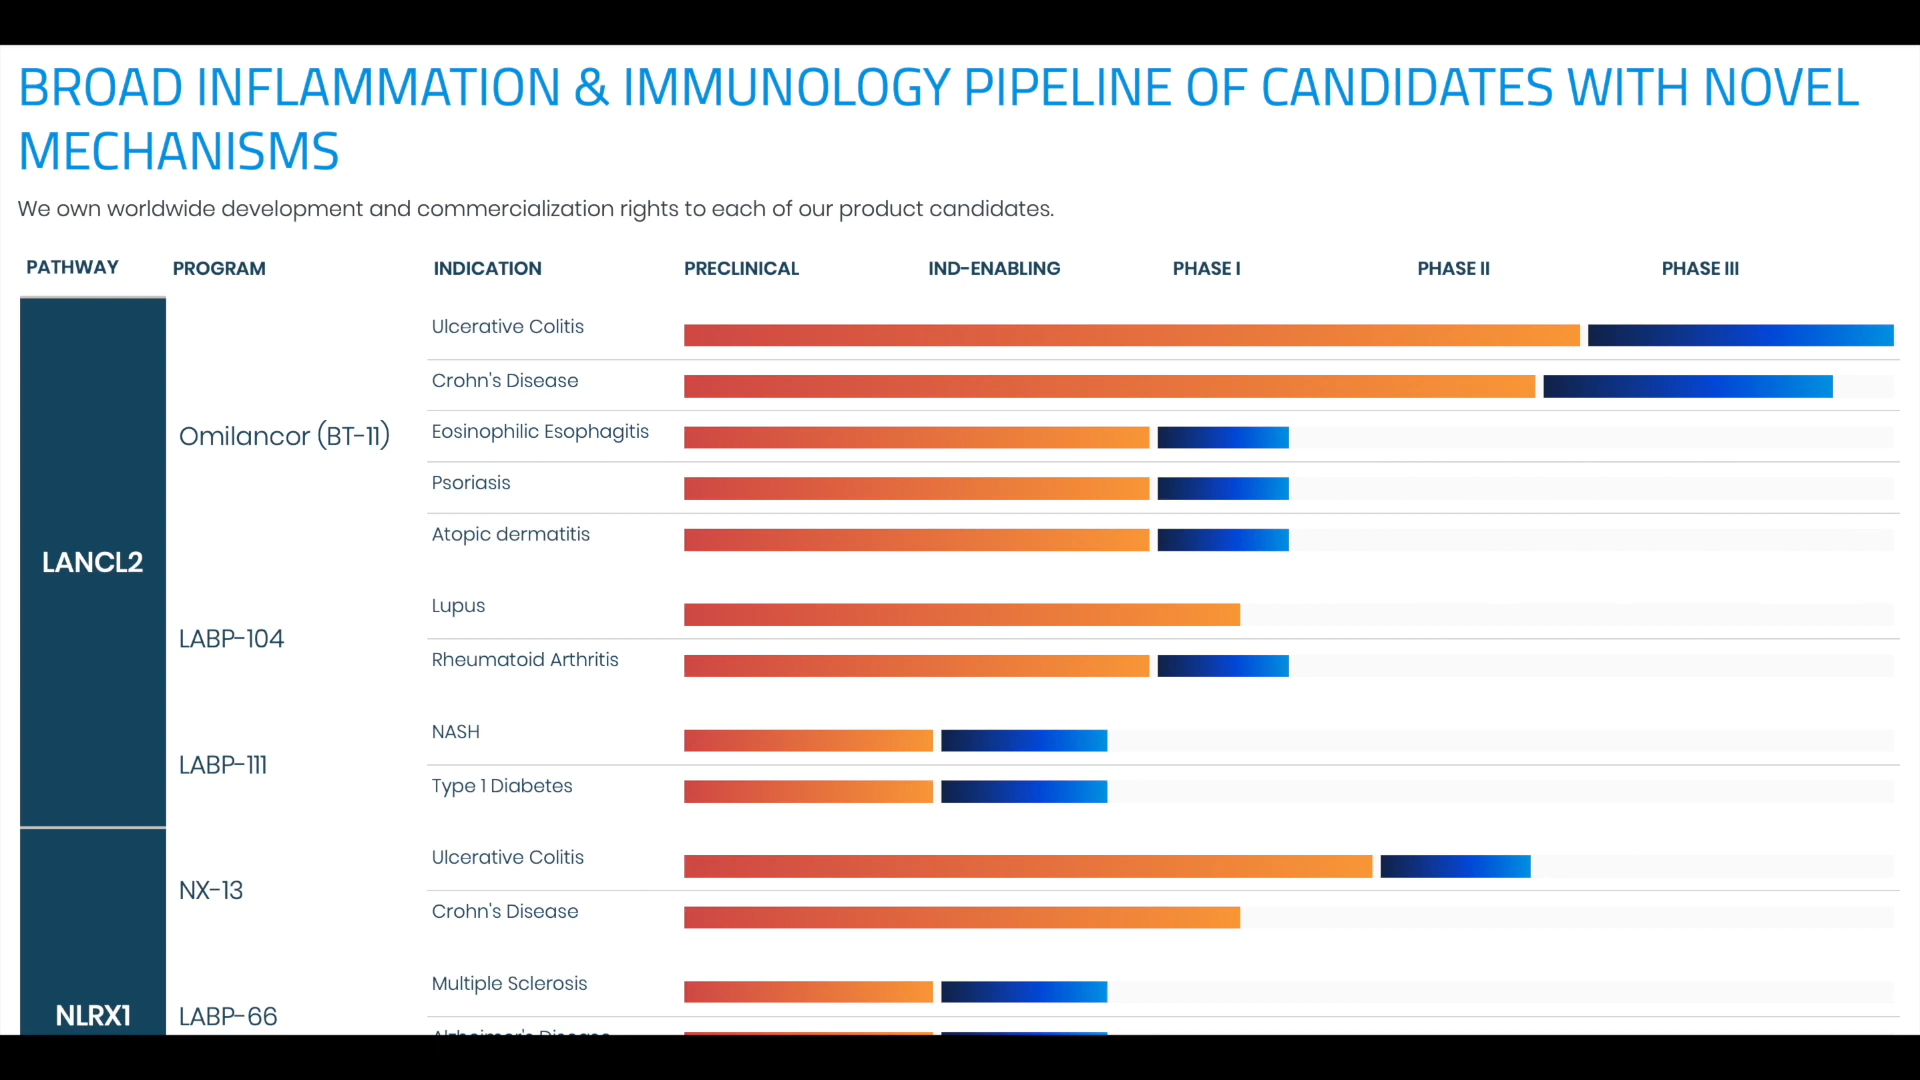 BROAD INFLAMMATION & IMMUNOLOGY PIPELINE OF CANDIDATES WITH NOVEL
MECHANISMS
We own worldwide development and commercialization rights to each of our product candidates.
PATHWAY PROGRAM INDICATION PRECLINICAL IND-ENABLING PHASE I PHASE II PHASE III
LANCL2
Omilancor (BT-11)
Ulcerative Colitis
Crohn's Disease
Eosinophilic Esophagitis
Psoriasis
Atopic dermatitis
LABP-104
Lupus
Rheumatoid Arthritis
LABP-111
NASH
Type 1 Diabetes
NLRX1
NX-13
Ulcerative Colitis
Crohn's Disease
LABP-66
Multiple Sclerosis
Alzheimer's Disease